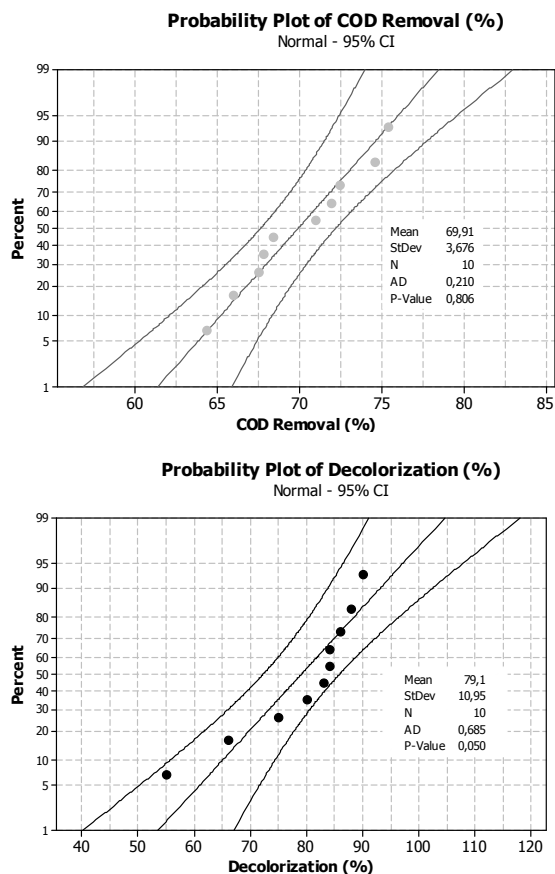 Probability Plot of COD Removal (%)
Normal - 95% CI
99
95
90
80
70
60
50
40
30
20
10
5
1
Percent
Mean 69,91
StDev 3,676
N 10
AD 0,210
P-Value 0,806
60 65 70 75 80 85
COD Removal (%)
Probability Plot of Decolorization (%)
Normal - 95% CI
99
95
90
80
70
60
50
40
30
20
10
5
1
Percent
Mean 79,1
StDev 10,95
N 10
AD 0,685
P-Value 0,050
40 50 60 70 80 90 100 110 120
Decolorization (%)